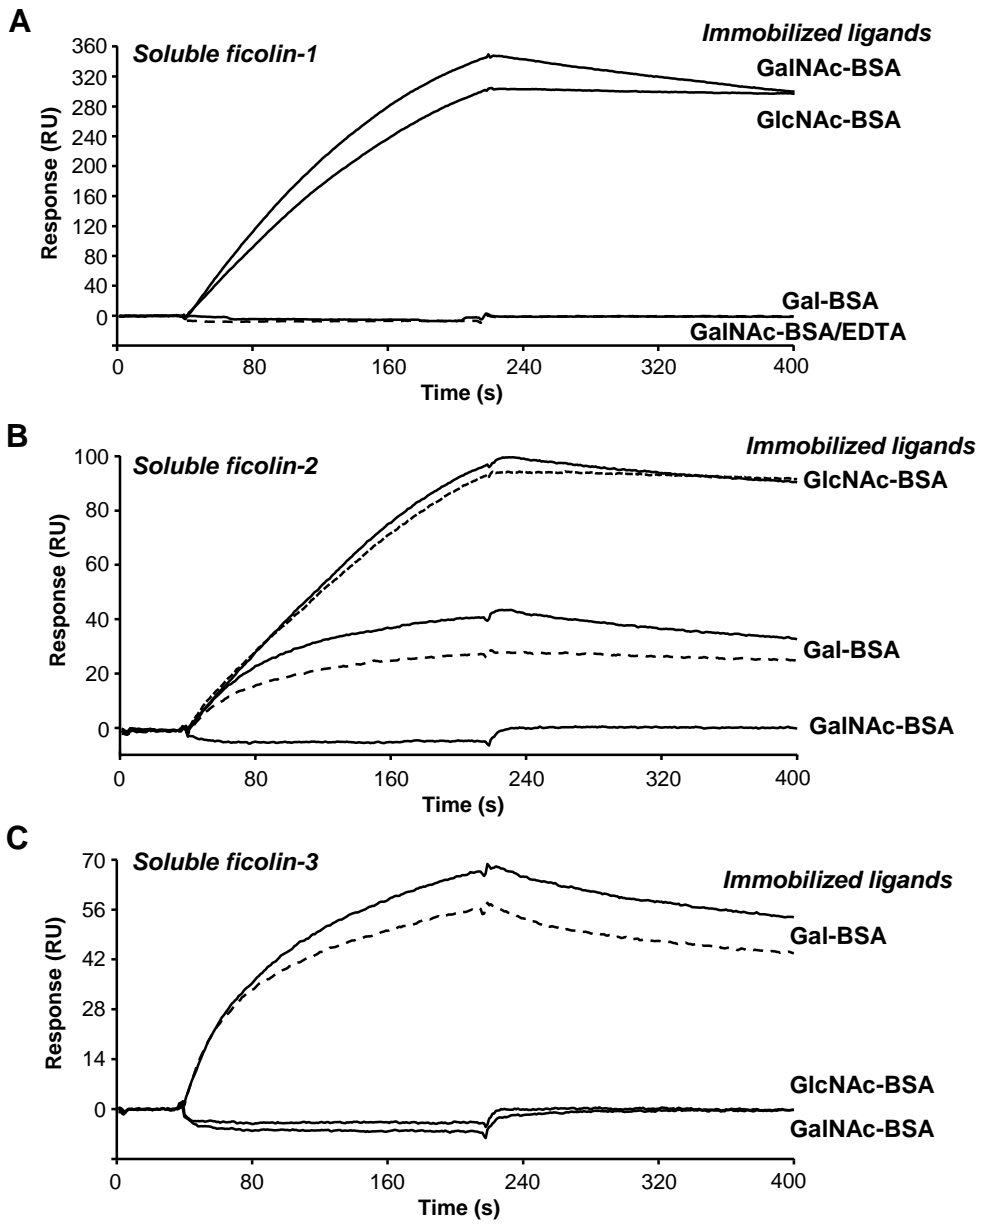 A
Soluble ficolin-1
Immobilized ligands
GalNAc-BSA
GlcNAc-BSA
Gal-BSA
GalNAc-BSA/EDTA
Response (RU)
360
320
280
240
200
160
120
80
40
0
0 80 160 240 320 400
Time (s)
B
Soluble ficolin-2
Immobilized ligands
GlcNAc-BSA
Gal-BSA
GalNAc-BSA
Response (RU)
100
80
60
40
20
0
0 80 160 240 320 400
Time (s)
C
Soluble ficolin-3
Immobilized ligands
Gal-BSA
GlcNAc-BSA
GalNAc-BSA
Response (RU)
70
56
42
28
14
0
0 80 160 240 320 400
Time (s)